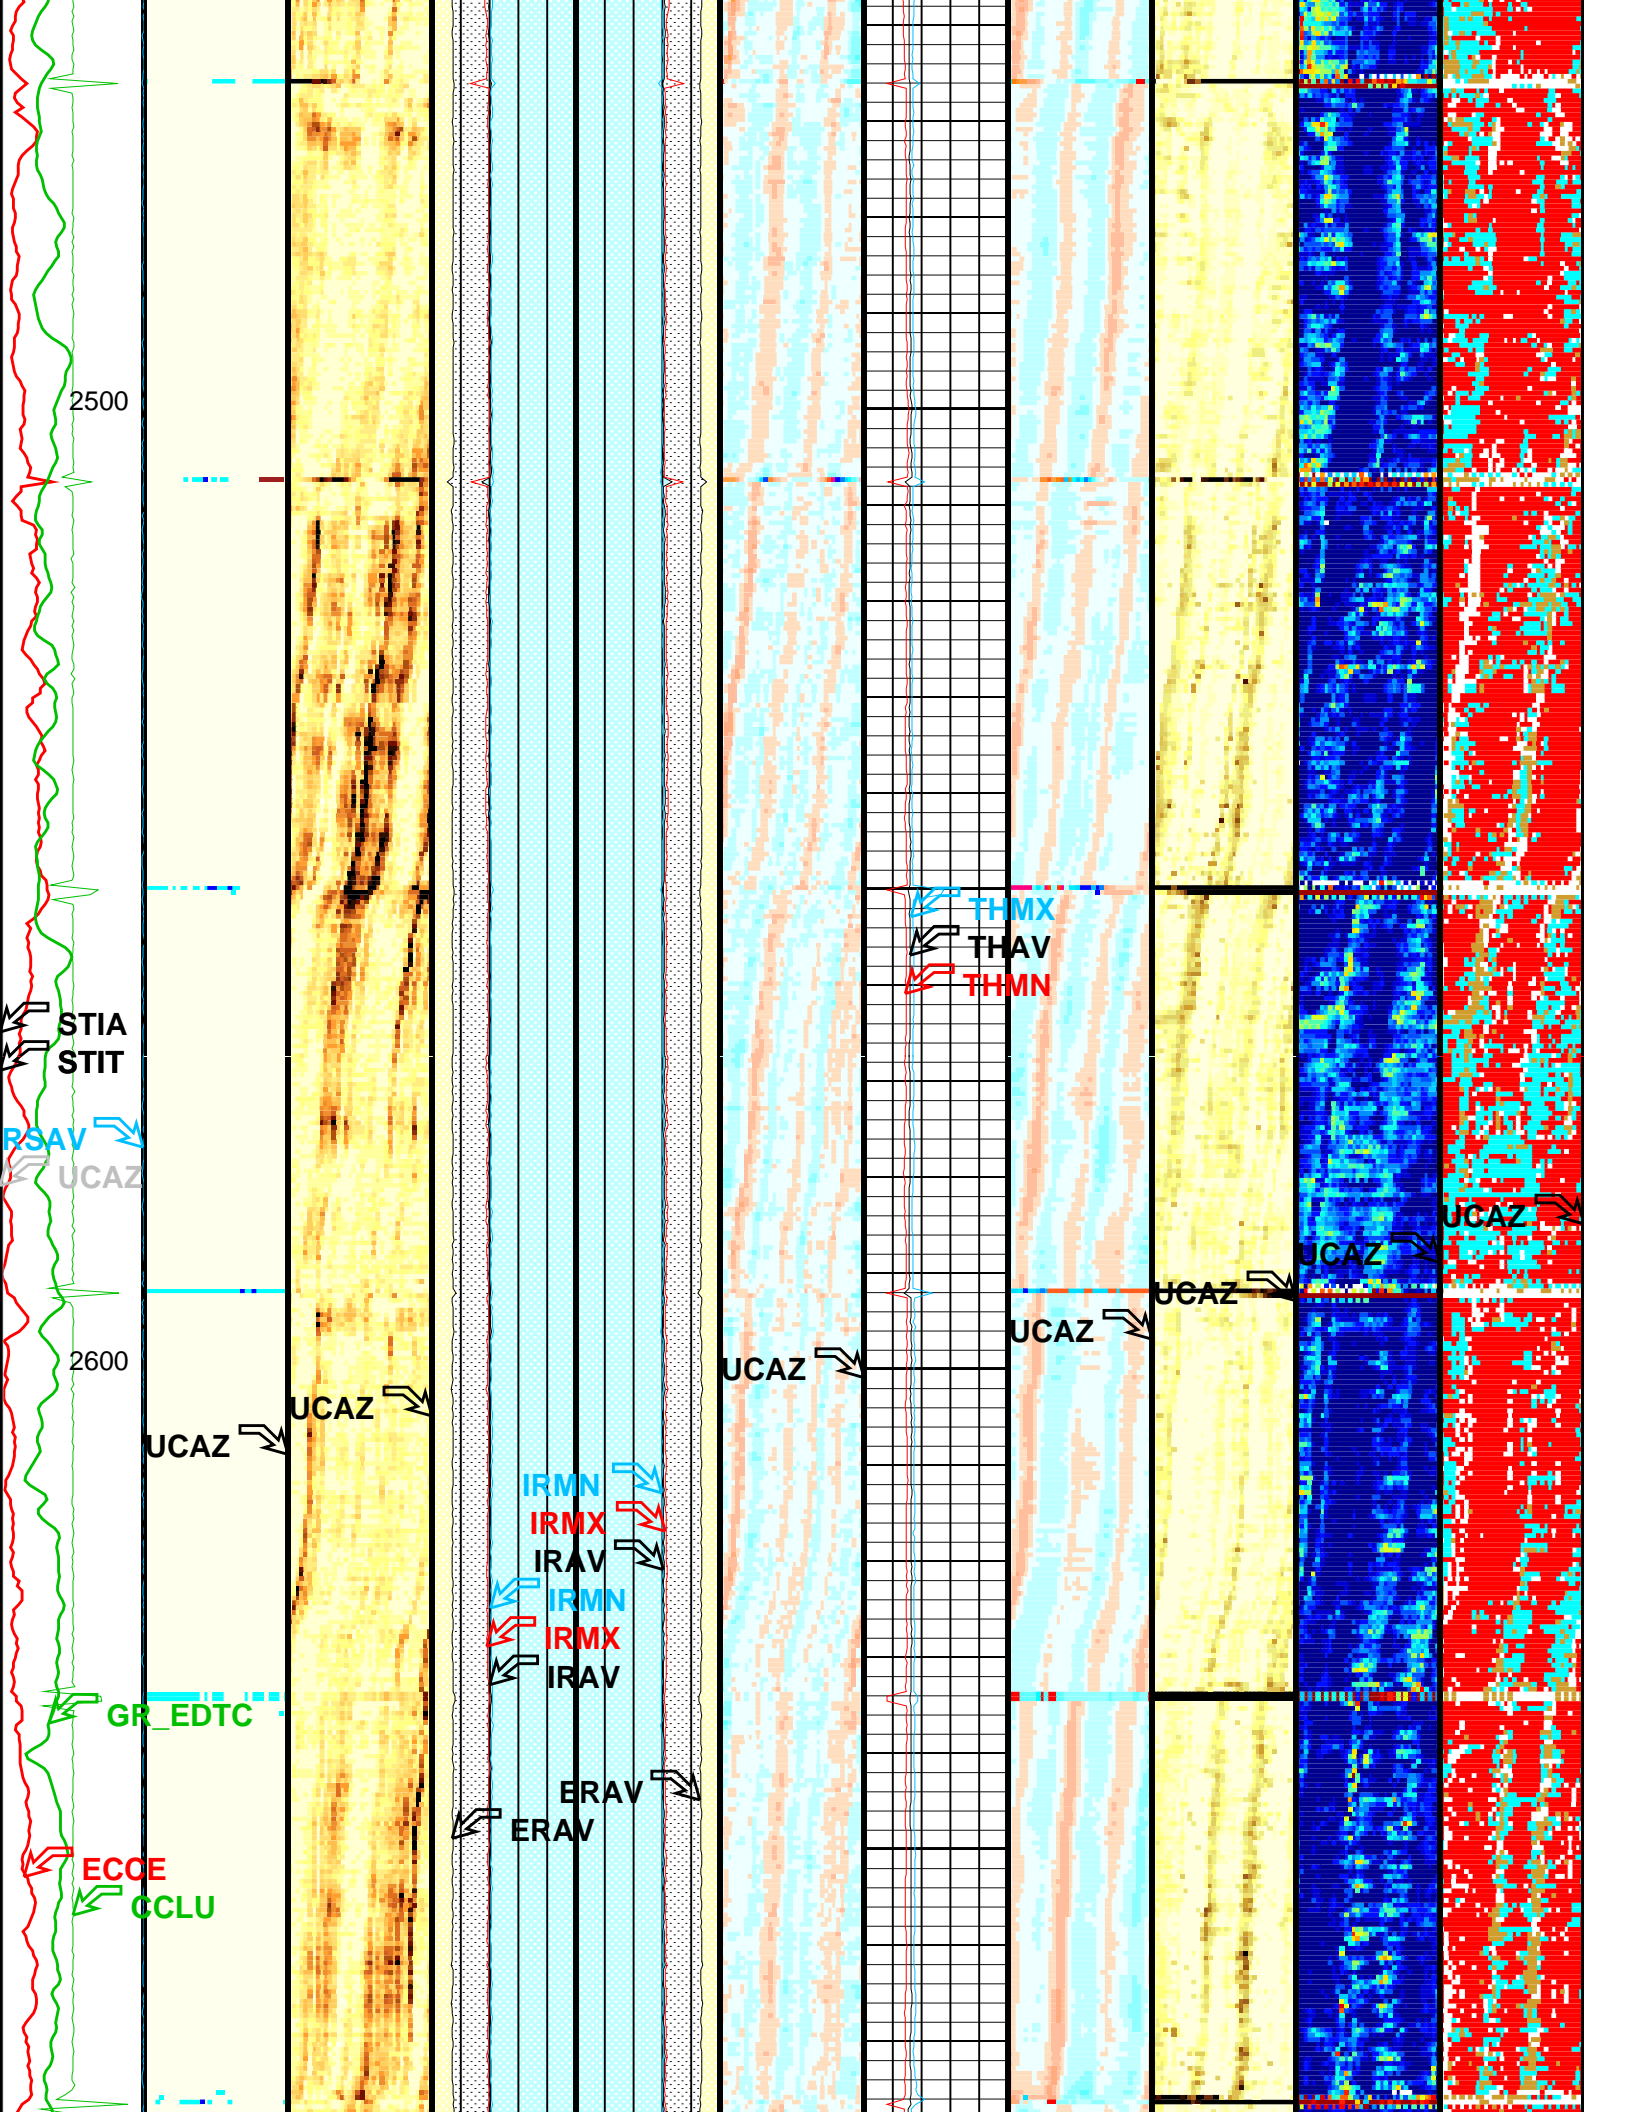 2500
THMX
THAV
THMN
STIA
STIT
RSAV
UCAZ
UCAZ
UCAZ
UCAZ
UCAZ
2600
UCAZ
UCAZ
UCAZ
IRMN
IRMX
IRAV
IRMN
IRMX
IRAV
GR_EDTC
ERAV
ERAV
ECCE
CCLU